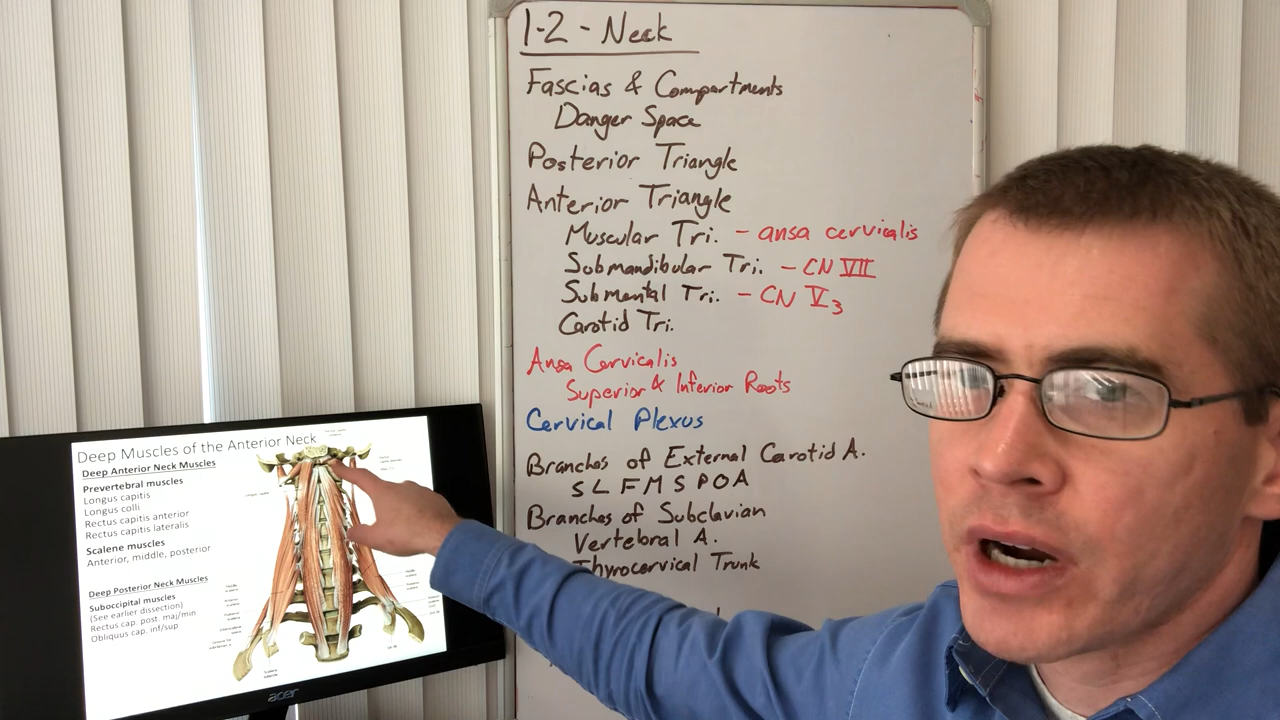 1-2 - Neck
Fascias & Compartments
Danger Space
Posterior Triangle
Anterior Triangle
Muscular Tri. - ansa cervicalis
Submandibular Tri. - CN VII
Submental Tri. - CN V3
Carotid Tri.
Ansa Cervicalis
Superior & Inferior Roots
Cervical Plexus
Branches of External Carotid A.
S L F M S P O A
Branches of Subclavian
Vertebral A.
Thyrocervical Trunk
Deep Muscles of the Anterior Neck
Deep Anterior Neck Muscles
Prevertebral muscles
Longus capitis
Longus colli
Rectus capitis anterior
Rectus capitis lateralis
Scalene muscles
Anterior, middle, posterior
Deep Posterior Neck Muscles
Suboccipital muscles
(See earlier dissection)
Rectus cap. post. maj/min
Obliquus cap. inf/sup
acer